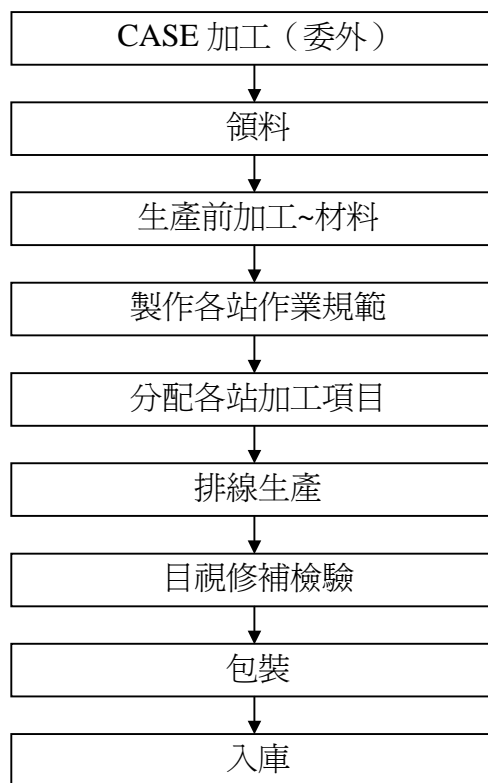 CASE 加工（委外）
領料
生產前加工~材料
製作各站作業規範
分配各站加工項目
排線生產
目視修補檢驗
包裝
入庫